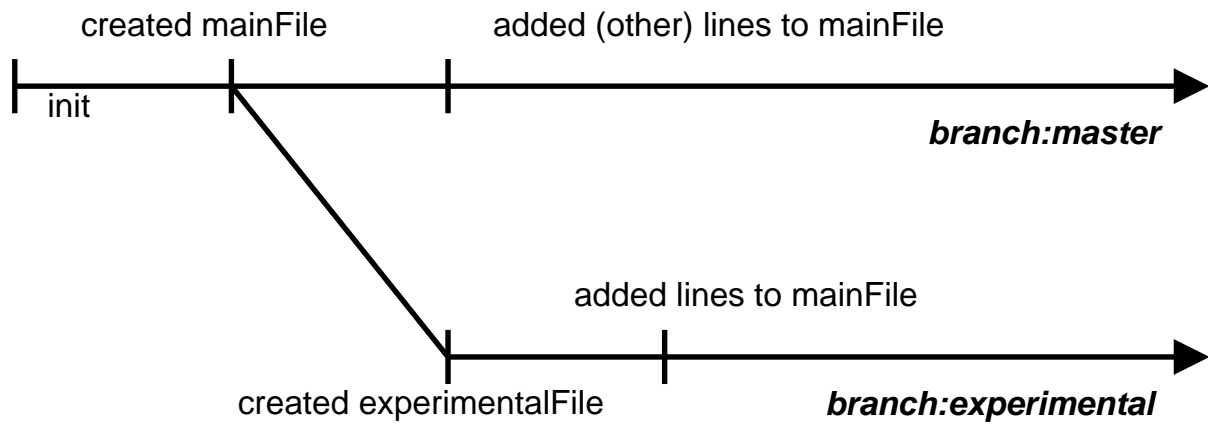 created mainFile
added (other) lines to mainFile
init
branch:master
added lines to mainFile
created experimentalFile
branch:experimental